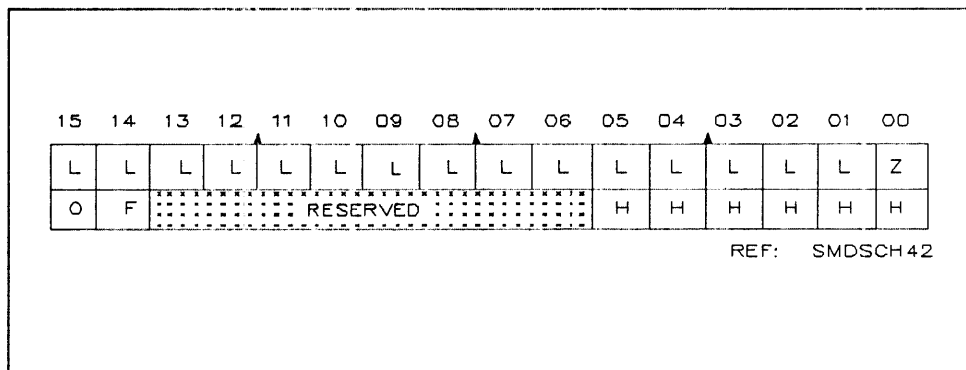 15 14 13 12 11 10 09 08 07 06 05 04 03 02 01 00
L L L L L L L L L L L L L L L Z
O F RESERVED H H H H H H
REF: SMDSCH42